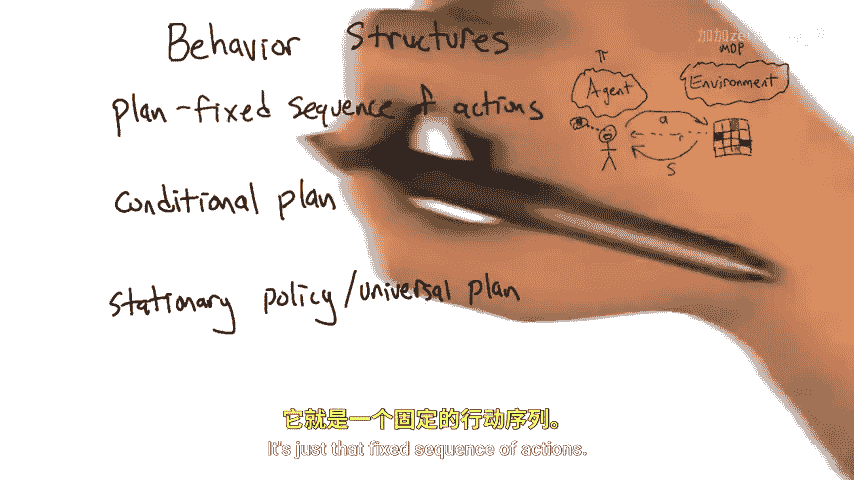 Behavior Structures
π
MDP
Agent
Environment
plan - fixed sequence of actions
a
r
S
conditional plan
stationary policy/universal plan
它就是一个固定的行动序列。
It's just that fixed sequence of actions.